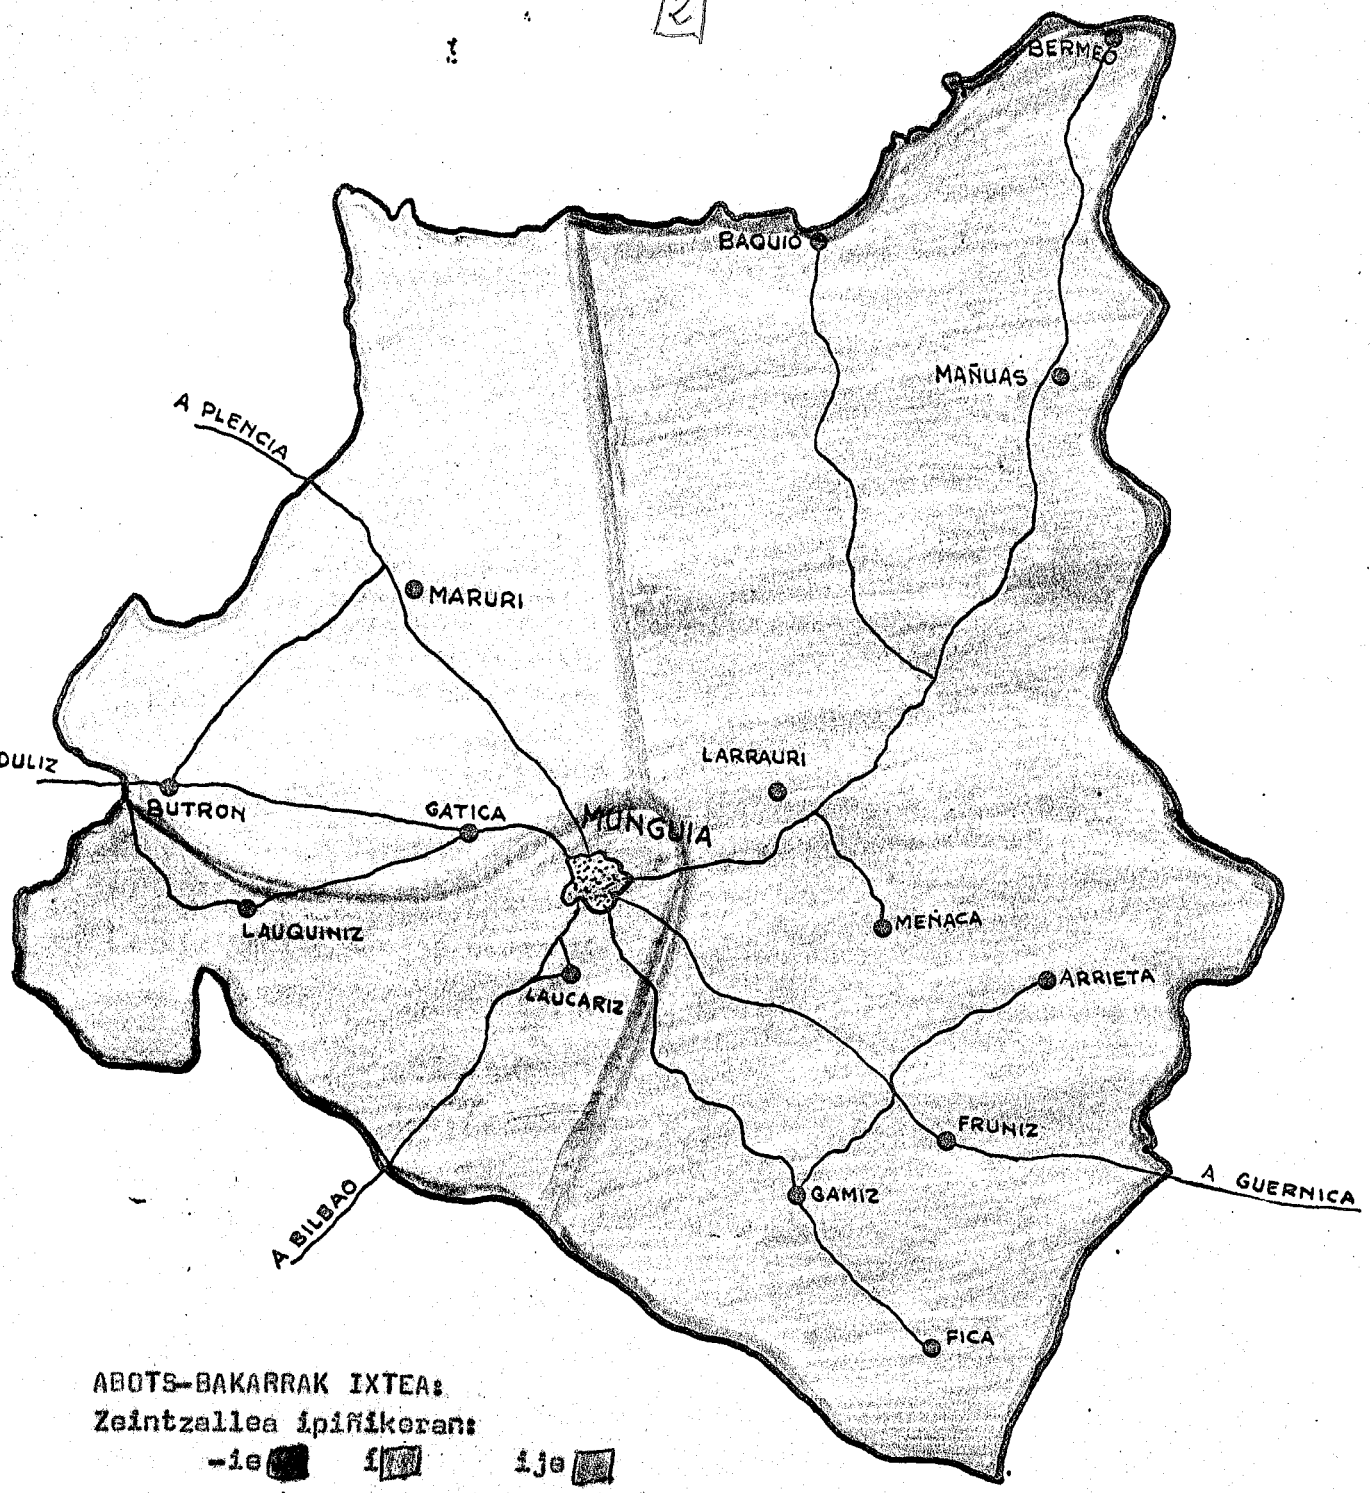 2
BERMEO
BAQUIO
MAÑUAS
A PLENCIA
MARURI
LARRAURI
DULIZ
BUTRON
GATICA
MUNGUIA
LAUQUINIZ
MEÑACA
ARRIETA
LAUCARIZ
FRUNIZ
A GUERNICA
GAMIZ
A BILBAO
FICA
ABOTS-BAKARRAK IXTEA:
Zeintzallea ipiñikeran:
-ie i ije